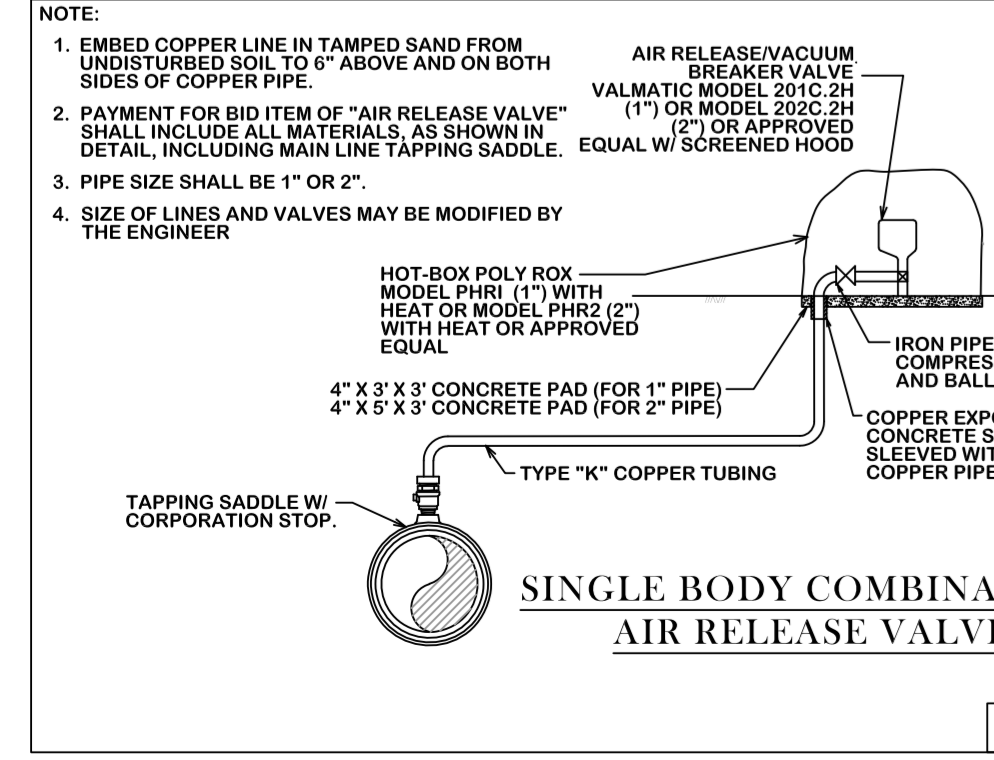 NOTE:
1. EMBED COPPER LINE IN TAMPED SAND FROM
UNDISTURBED SOIL TO 6" ABOVE AND ON BOTH
SIDES OF COPPER PIPE.
2. PAYMENT FOR BID ITEM OF "AIR RELEASE VALVE"
SHALL INCLUDE ALL MATERIALS, AS SHOWN IN
DETAIL, INCLUDING MAIN LINE TAPPING SADDLE.
3. PIPE SIZE SHALL BE 1" OR 2".
4. SIZE OF LINES AND VALVES MAY BE MODIFIED BY
THE ENGINEER
AIR RELEASE/VACUUM
BREAKER VALVE
VALMATIC MODEL 201C.2H
(1") OR MODEL 202C.2H
(2") OR APPROVED
EQUAL W/ SCREENED HOOD
HOT-BOX POLY ROX
MODEL PHRI (1") WITH
HEAT OR MODEL PHR2 (2")
WITH HEAT OR APPROVED
EQUAL
IRON PIPE
COMPRES
AND BALL
4" X 3' X 3' CONCRETE PAD (FOR 1" PIPE)
4" X 5' X 3' CONCRETE PAD (FOR 2" PIPE)
COPPER EXP
CONCRETE S
SLEEVED WIT
COPPER PIPE
TYPE "K" COPPER TUBING
TAPPING SADDLE W/
CORPORATION STOP.
SINGLE BODY COMBINA
AIR RELEASE VALV